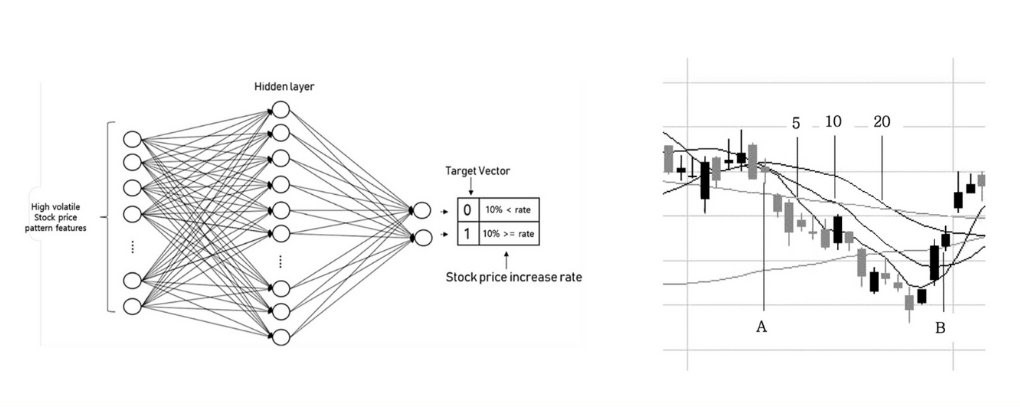 Hidden layer
High volatile
Stock price
pattern features
Target Vector
0 10% < rate
1 10% >= rate
Stock price increase rate
5 10 20
A B